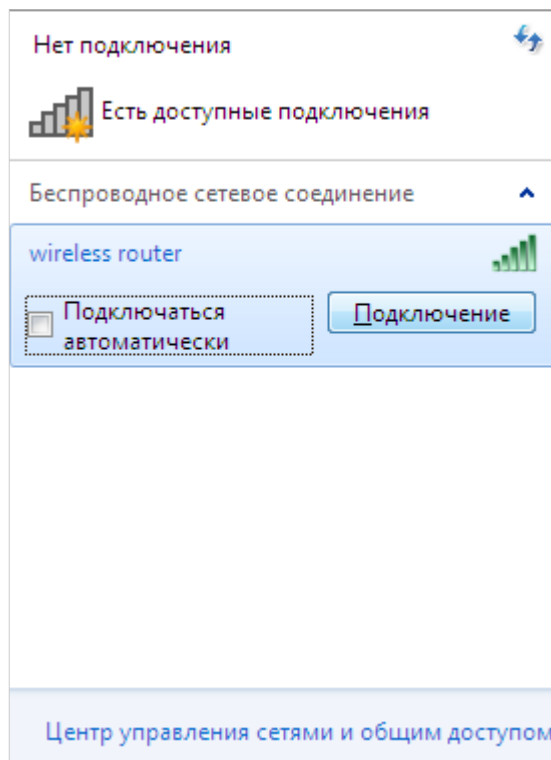 Нет подключения
Есть доступные подключения
Беспроводное сетевое соединение
wireless router
Подключаться
автоматически
Подключение
Центр управления сетями и общим доступом